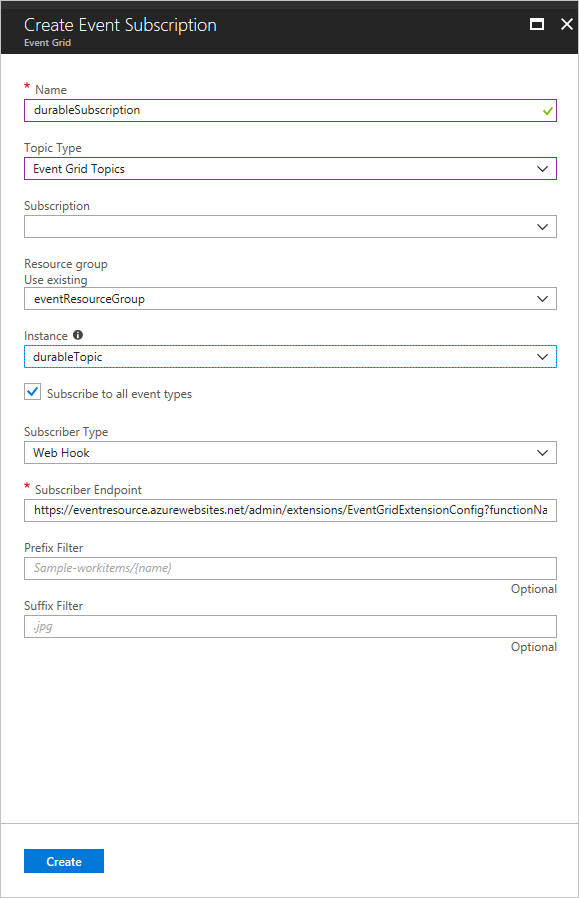 Create Event Subscription
Event Grid
* Name
durableSubscription
Topic Type
Event Grid Topics
Subscription
Resource group
Use existing
eventResourceGroup
Instance
durableTopic
Subscribe to all event types
Subscriber Type
Web Hook
* Subscriber Endpoint
https://eventresource.azurewebsites.net/admin/extensions/EventGridExtensionConfig?functionNa
Prefix Filter
Sample-workitems/{name}
Optional
Suffix Filter
.jpg
Optional
Create